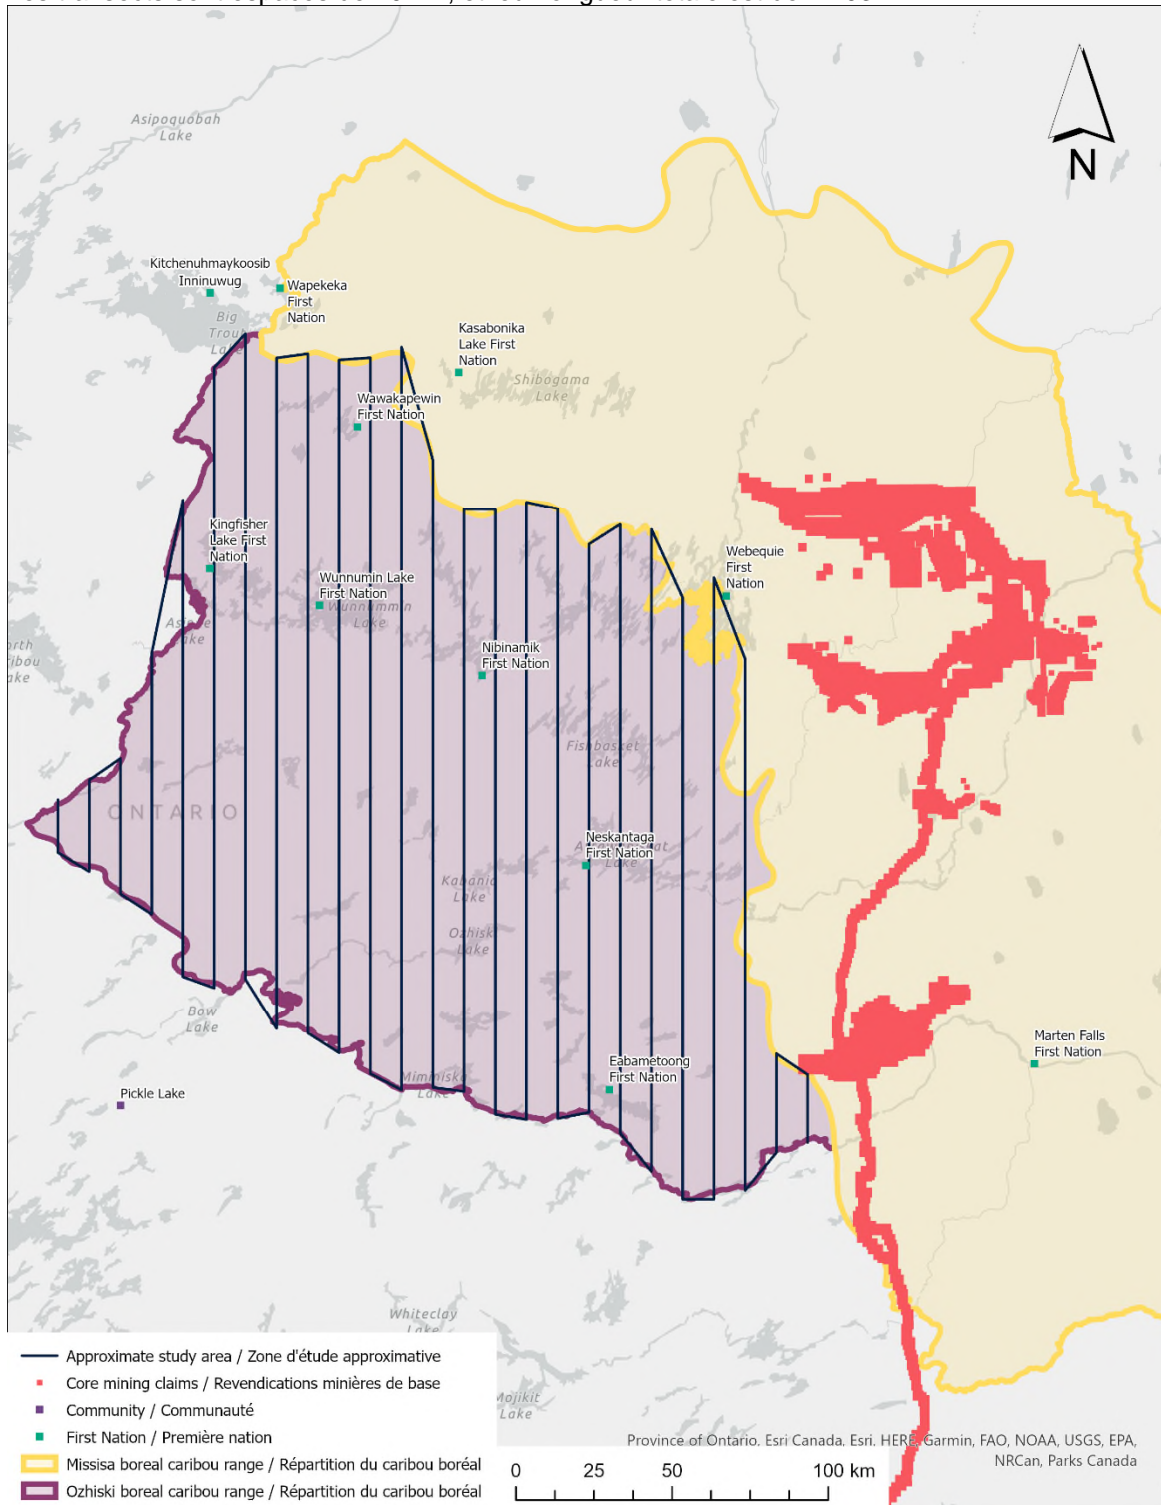 Asipoquobah
Lake
N
Kitchenuhmaykoosib
Inninuwug
Wapekeka
First
Nation
Big
Trout
Lake
Kasabonika
Lake First
Nation
Shibogama
Lake
Wawakapewin
First Nation
Kingfisher
Lake First
Nation
Webequie
First
Nation
Wunnumin Lake
First Nation
Wunnummin
Lake
Lake
Nibinamik
First Nation
Fishbasket
Lake
ONTARIO
Neskantaga
First Nation
Lake
Kabania
Lake
Ozhiski
Lake
Bow
Lake
Marten Falls
First Nation
Eabametoong
First Nation
Miminiska
Lake
Pickle Lake
Whiteclay
Lake
Approximate study area / Zone d'étude approximative
Core mining claims / Revendications minières de base
Community / Communauté
First Nation / Première nation
Missisa boreal caribou range / Répartition du caribou boréal
Ozhiski boreal caribou range / Répartition du caribou boréal
Mojikit
Lake
Province of Ontario, Esri Canada, Esri, HERE, Garmin, FAO, NOAA, USGS, EPA,
NRCan, Parks Canada
0 25 50 100 km